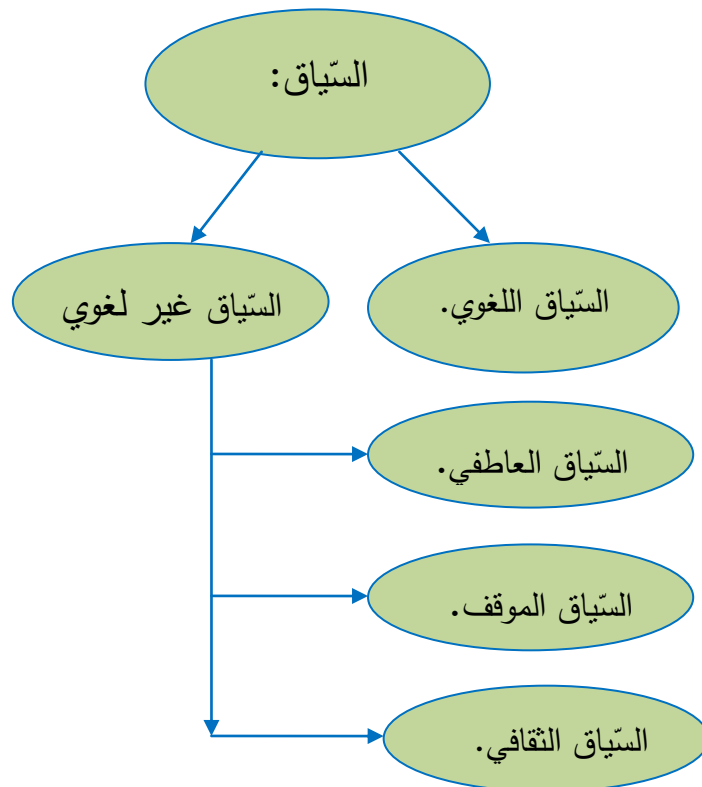 السّياق:
السّياق اللغوي.
السّياق غير لغوي
السّياق العاطفي.
السّياق الموقف.
السّياق الثقافي.